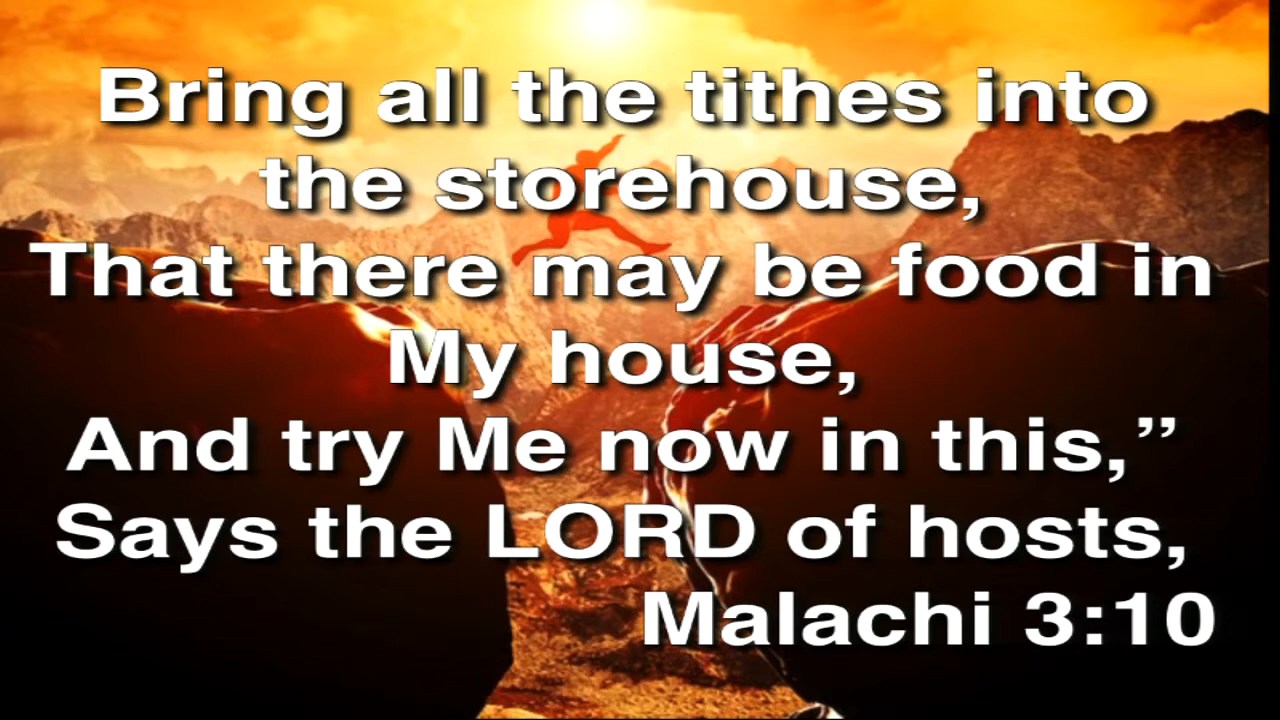 Bring all the tithes into
the storehouse,
That there may be food in
My house,
And try Me now in this,”
Says the LORD of hosts,
Malachi 3:10